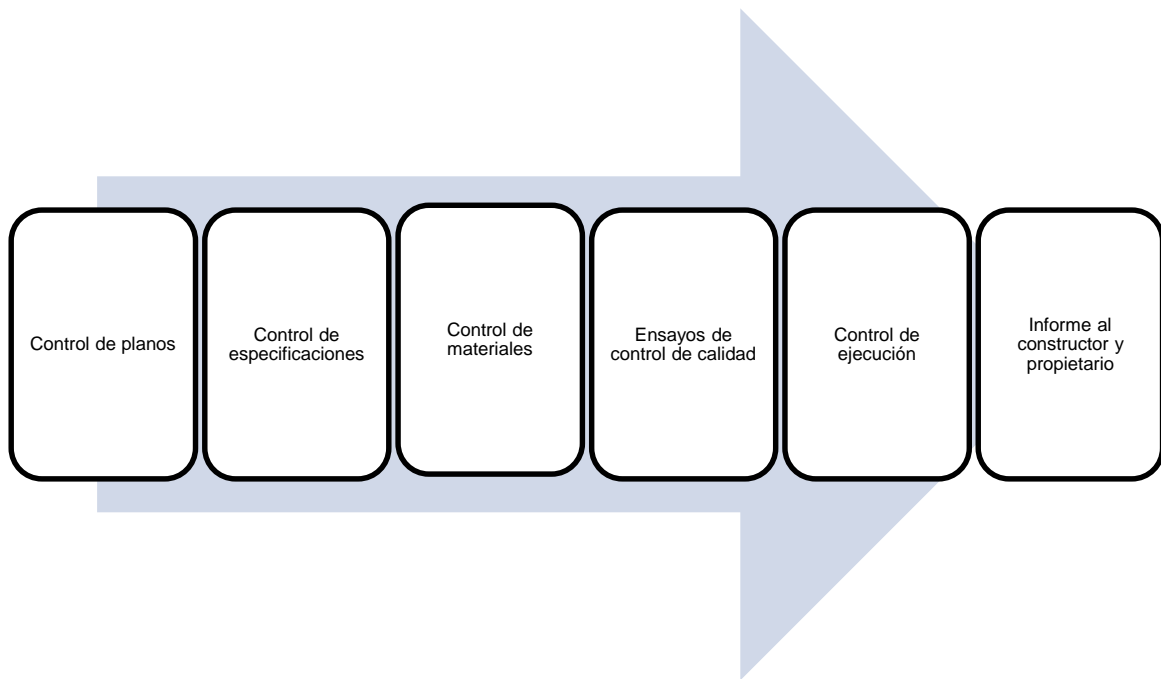 Control de planos
Control de
especificaciones
Control de
materiales
Ensayos de
control de calidad
Control de
ejecución
Informe al
constructor y
propietario